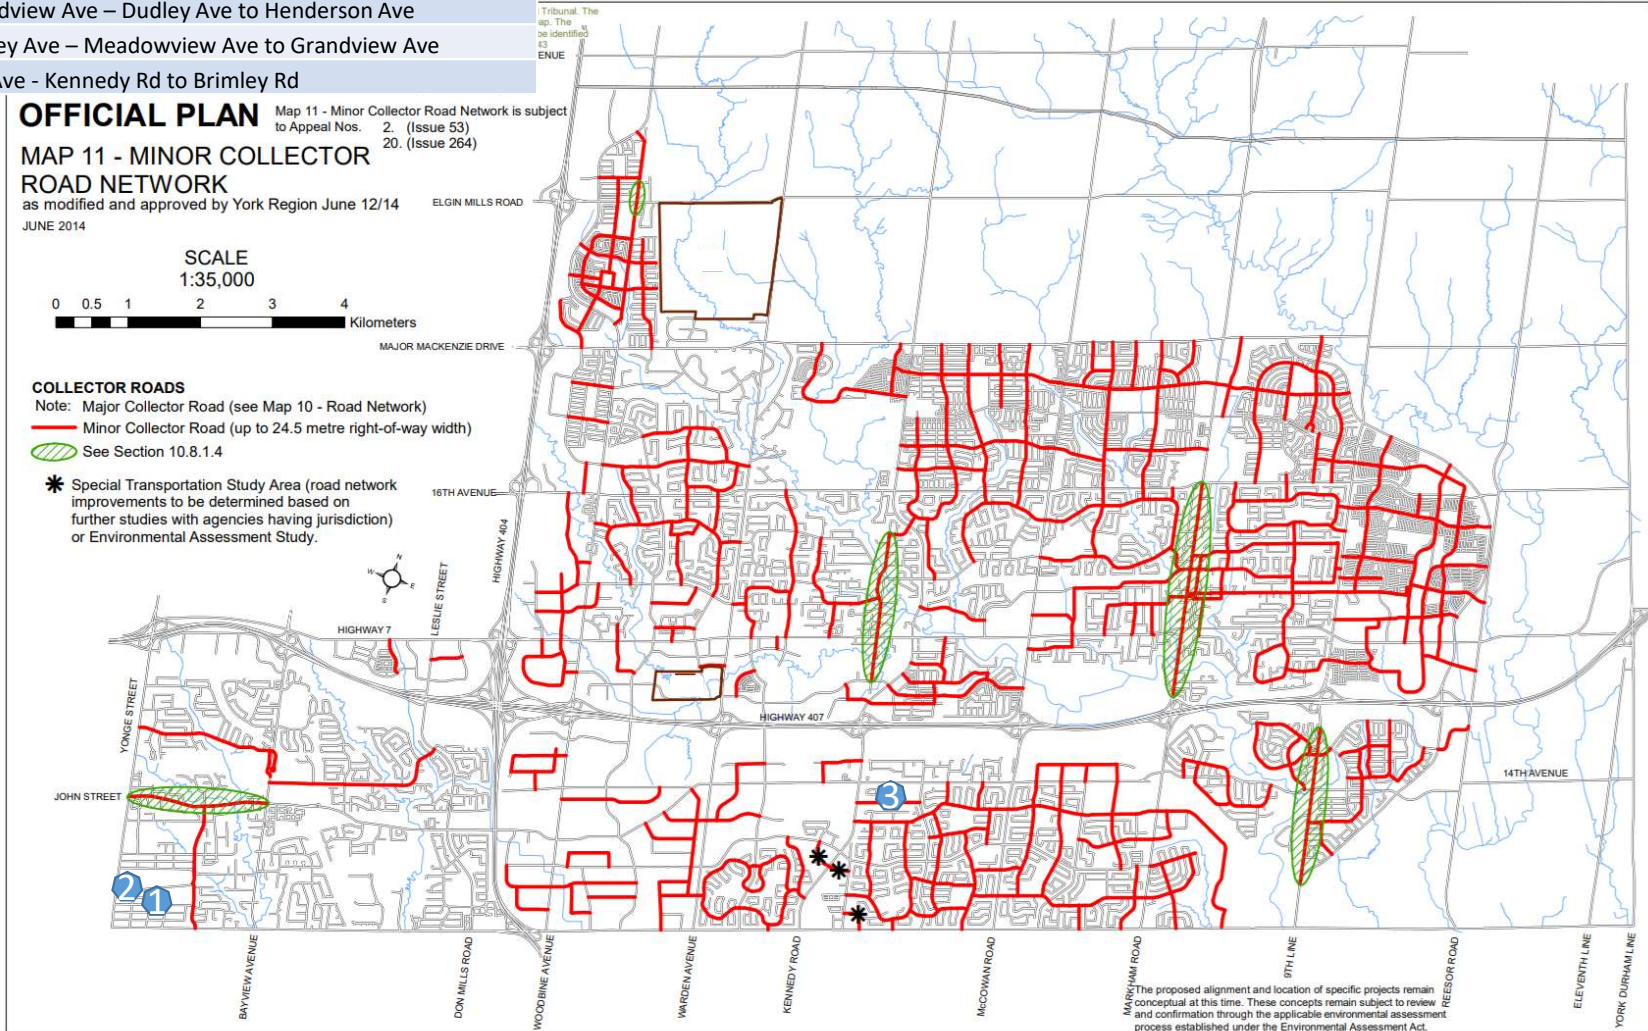 dview Ave – Dudley Ave to Henderson Ave
ey Ave – Meadowview Ave to Grandview Ave
Ave - Kennedy Rd to Brimley Rd
Tribunal. The
ap. The
be identified
43
ENUE
OFFICIAL PLAN
Map 11 - Minor Collector Road Network is subject
to Appeal Nos. 2. (Issue 53)
20. (Issue 264)
MAP 11 - MINOR COLLECTOR
ROAD NETWORK
as modified and approved by York Region June 12/14
JUNE 2014
SCALE
1:35,000
0 0.5 1 2 3 4
Kilometers
ELGIN MILLS ROAD
MAJOR MACKENZIE DRIVE
COLLECTOR ROADS
Note: Major Collector Road (see Map 10 - Road Network)
Minor Collector Road (up to 24.5 metre right-of-way width)
See Section 10.8.1.4
Special Transportation Study Area (road network
improvements to be determined based on
further studies with agencies having jurisdiction)
or Environmental Assessment Study.
16TH AVENUE
HIGHWAY 404
N
W
E
S
LESLIE STREET
HIGHWAY 7
YONGE STREET
HIGHWAY 407
JOHN STREET
14TH AVENUE
3
2
1
BAYVIEW AVENUE
DON MILLS ROAD
WOODBINE AVENUE
WARDEN AVENUE
KENNEDY ROAD
McCOWAN ROAD
MARKHAM ROAD
9TH LINE
REESOR ROAD
ELEVENTH LINE
YORK DURHAM LINE
The proposed alignment and location of specific projects remain
conceptual at this time. These concepts remain subject to review
and confirmation through the applicable environmental assessment
process established under the Environmental Assessment Act.